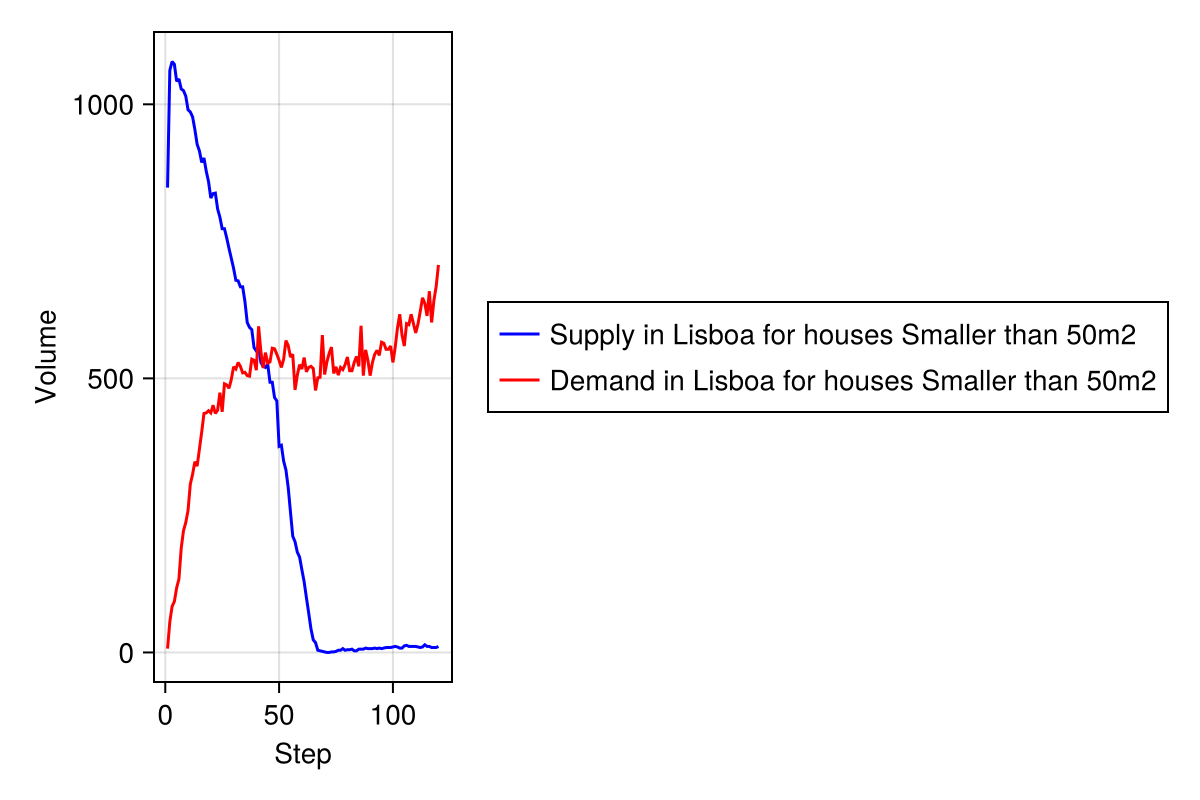 1000
500
0
Volume
0
50
100
Step
Supply in Lisboa for houses Smaller than 50m2
Demand in Lisboa for houses Smaller than 50m2